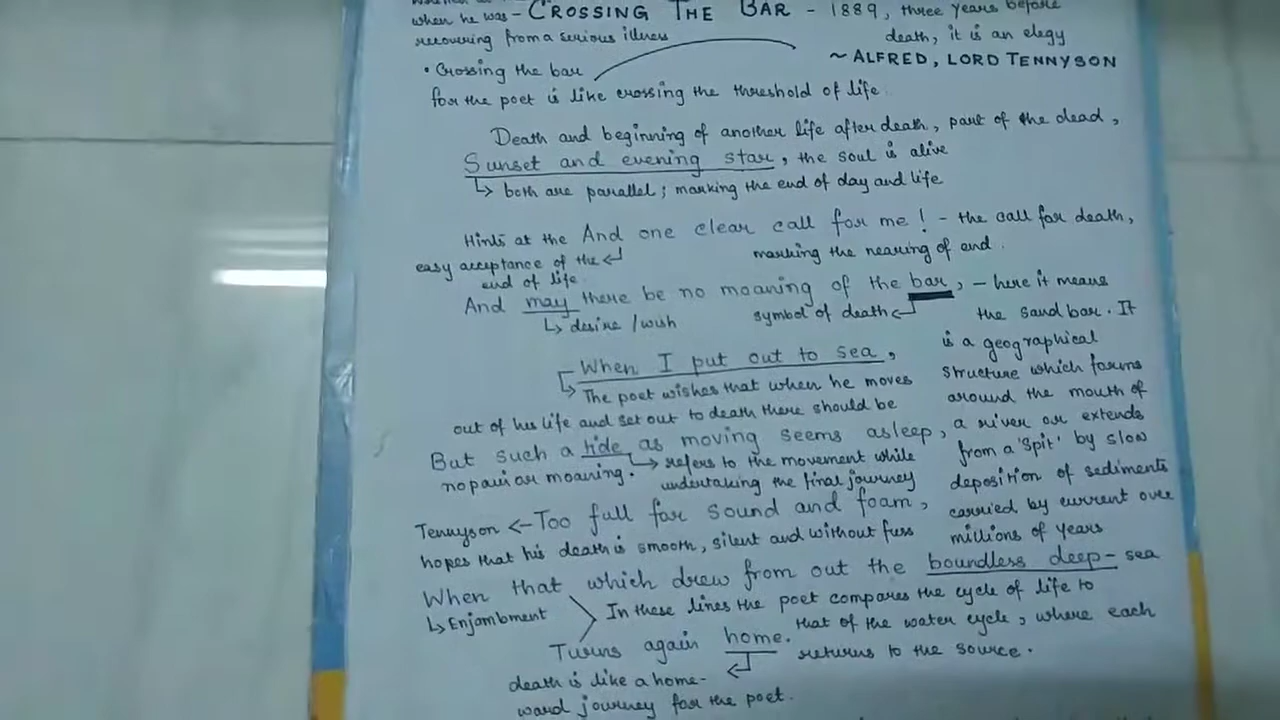 when he was - CROSSING THE BAR - 1889, three years before
recovering from a serious illness death, it is an elegy
• Crossing the bar ~ ALFRED, LORD TENNYSON
for the poet is like crossing the threshold of life.
Death and beginning of another life after death, part of the dead,
Sunset and evening star, the soul is alive
↳ both are parallel; marking the end of day and life
Hints at the And one clear call for me! - the call for death,
easy acceptance of the marking the nearing of end.
end of life.
And may there be no moaning of the bar, - here it means
↳ desire / wish symbol of death the sand bar. It
When I put out to sea, is a geographical
The poet wishes that when he moves structure which forms
out of his life and set out to death there should be around the mouth of
But such a tide as moving seems asleep, a river or extends
no pain or moaning. refers to the movement while from a 'spit' by slow
undertaking the final journey deposition of sediments
Tennyson ← Too full for sound and foam, carried by current over
hopes that his death is smooth, silent and without fuss millions of years
When that which drew from out the boundless deep - sea
↳ Enjambment In these lines the poet compares the cycle of life to
Turns again home. that of the water cycle, where each
death is like a home- returns to the source.
ward journey for the poet.